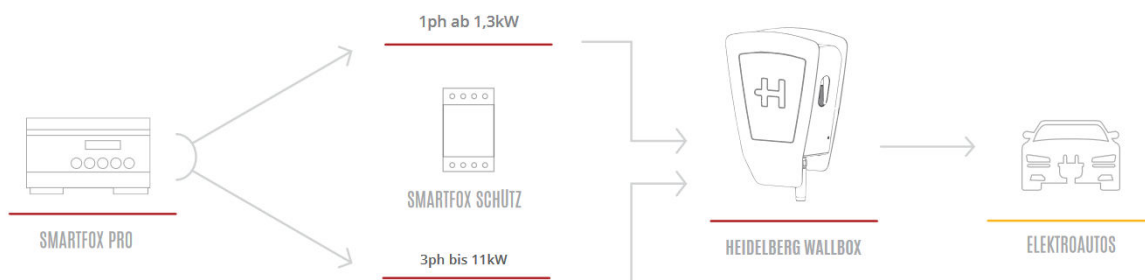 1ph ab 1,3kW
SMARTFOX PRO
SMARTFOX SCHÜTZ
3ph bis 11kW
HEIDELBERG WALLBOX
ELEKTROAUTOS